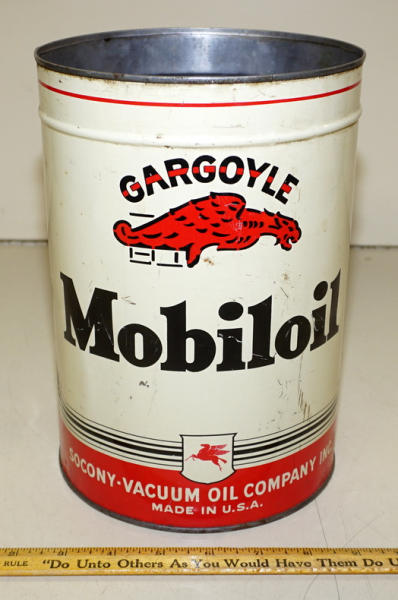 GARGOYLE
Mobiloil
SOCONY-VACUUM OIL COMPANY INC.
MADE IN U.S.A.
RULE "Do Unto Others As You Would Have Them Do U